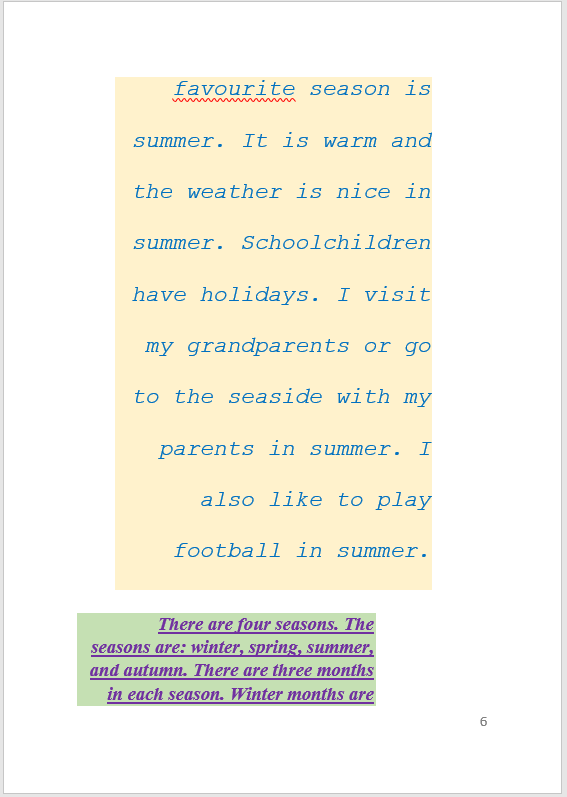 favourite season is
summer. It is warm and
the weather is nice in
summer. Schoolchildren
have holidays. I visit
my grandparents or go
to the seaside with my
parents in summer. I
also like to play
football in summer.
There are four seasons. The
seasons are: winter, spring, summer,
and autumn. There are three months
in each season. Winter months are
6